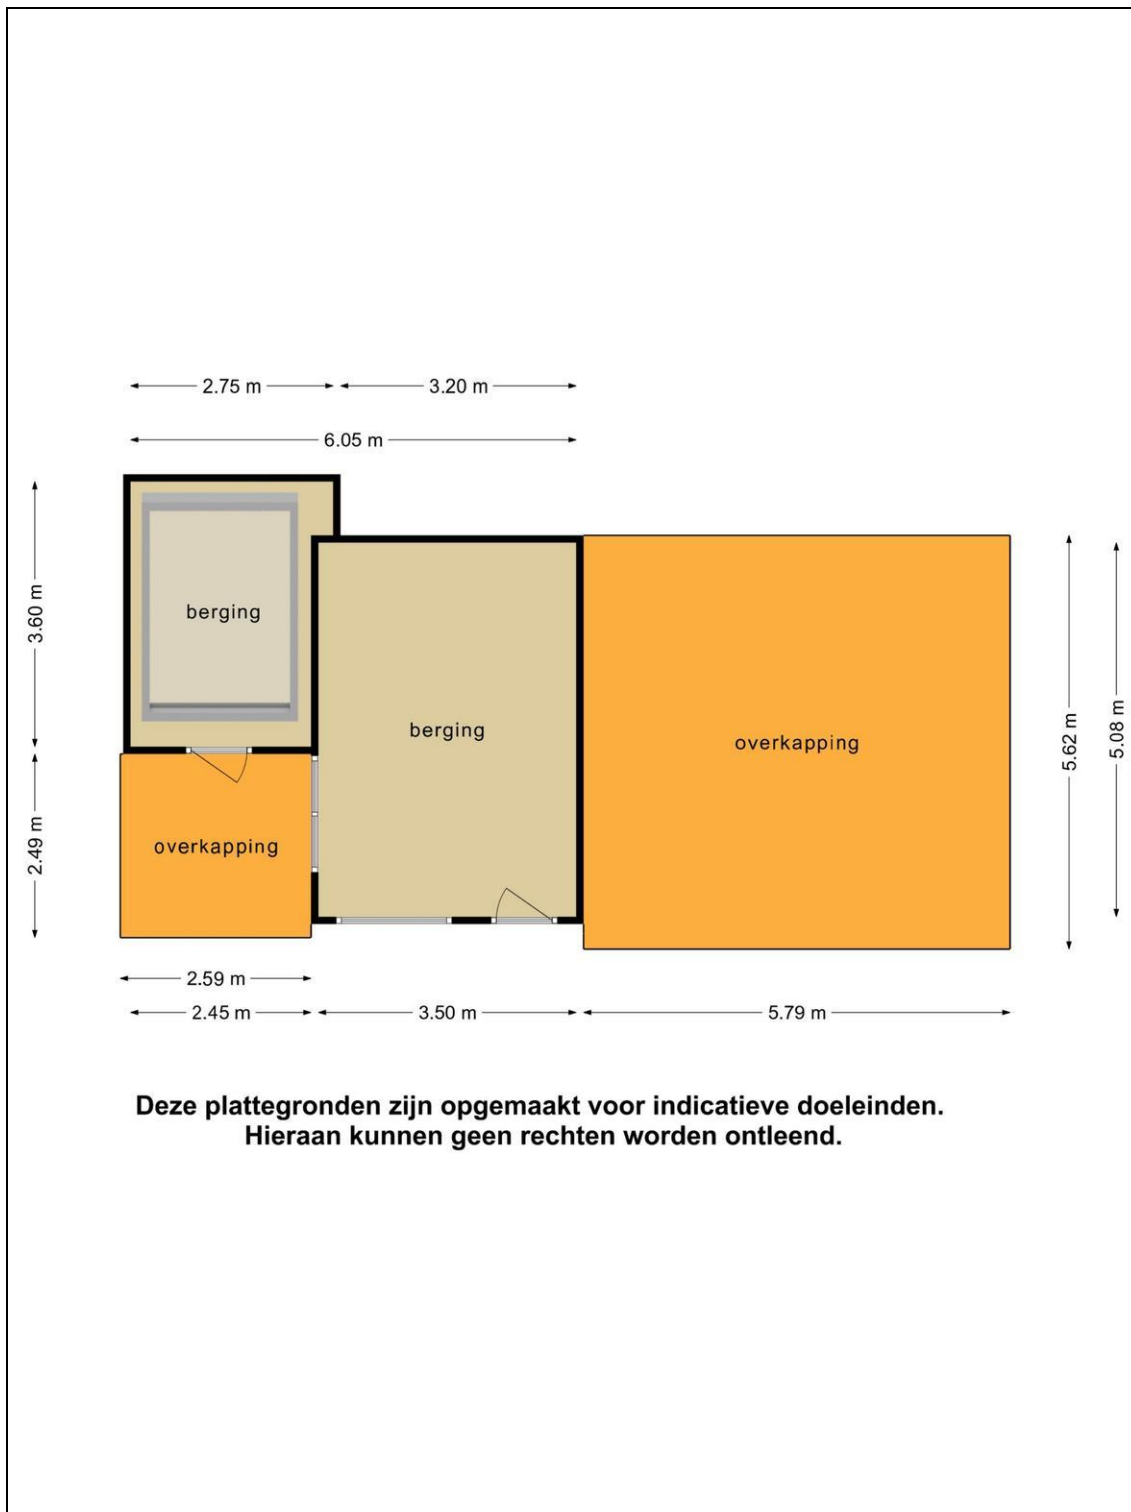 2.75 m
3.20 m
6.05 m
3.60 m
berging
berging
overkapping
5.62 m
5.08 m
2.49 m
overkapping
2.59 m
2.45 m
3.50 m
5.79 m
Deze plattegronden zijn opgemaakt voor indicatieve doeleinden.
Hieraan kunnen geen rechten worden ontleend.